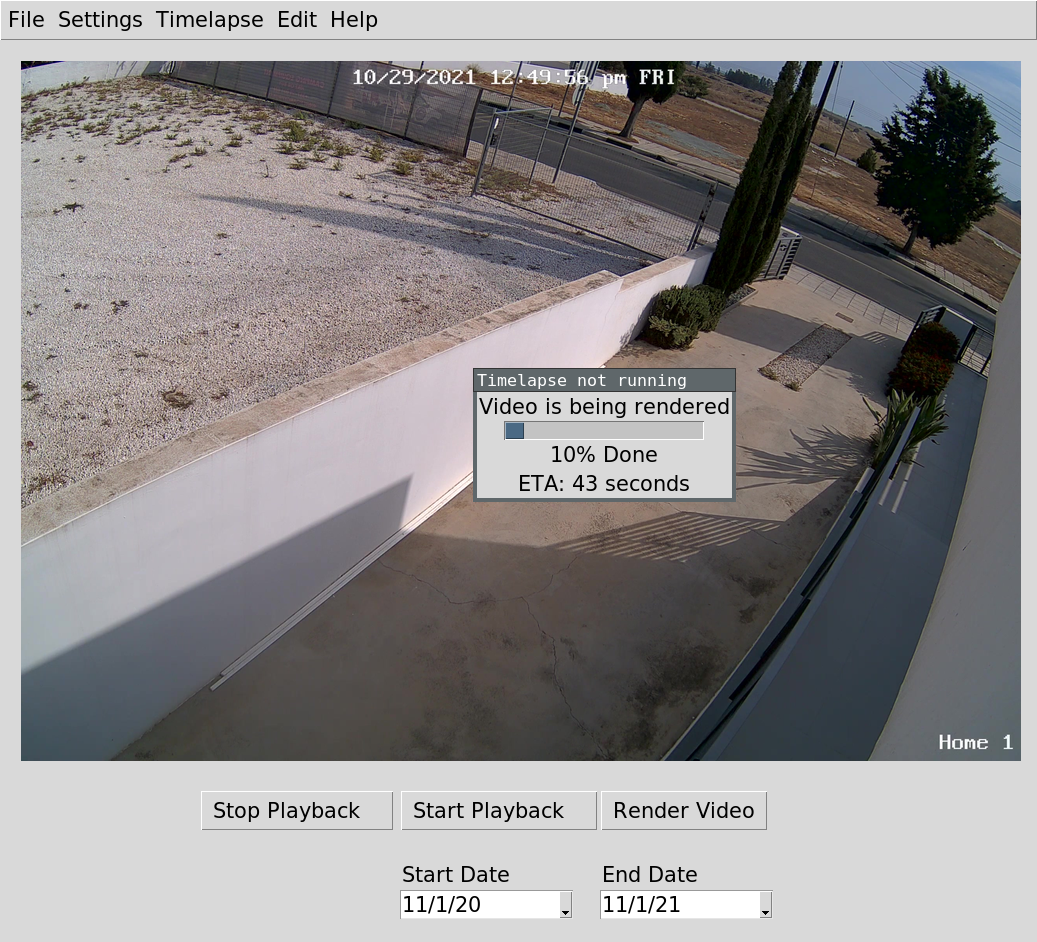 File Settings Timelapse Edit Help
10/29/2021 12:49:56 pm FRI
Timelapse not running
Video is being rendered
10% Done
ETA: 43 seconds
Home 1
Stop Playback Start Playback Render Video
Start Date End Date
11/1/20 11/1/21